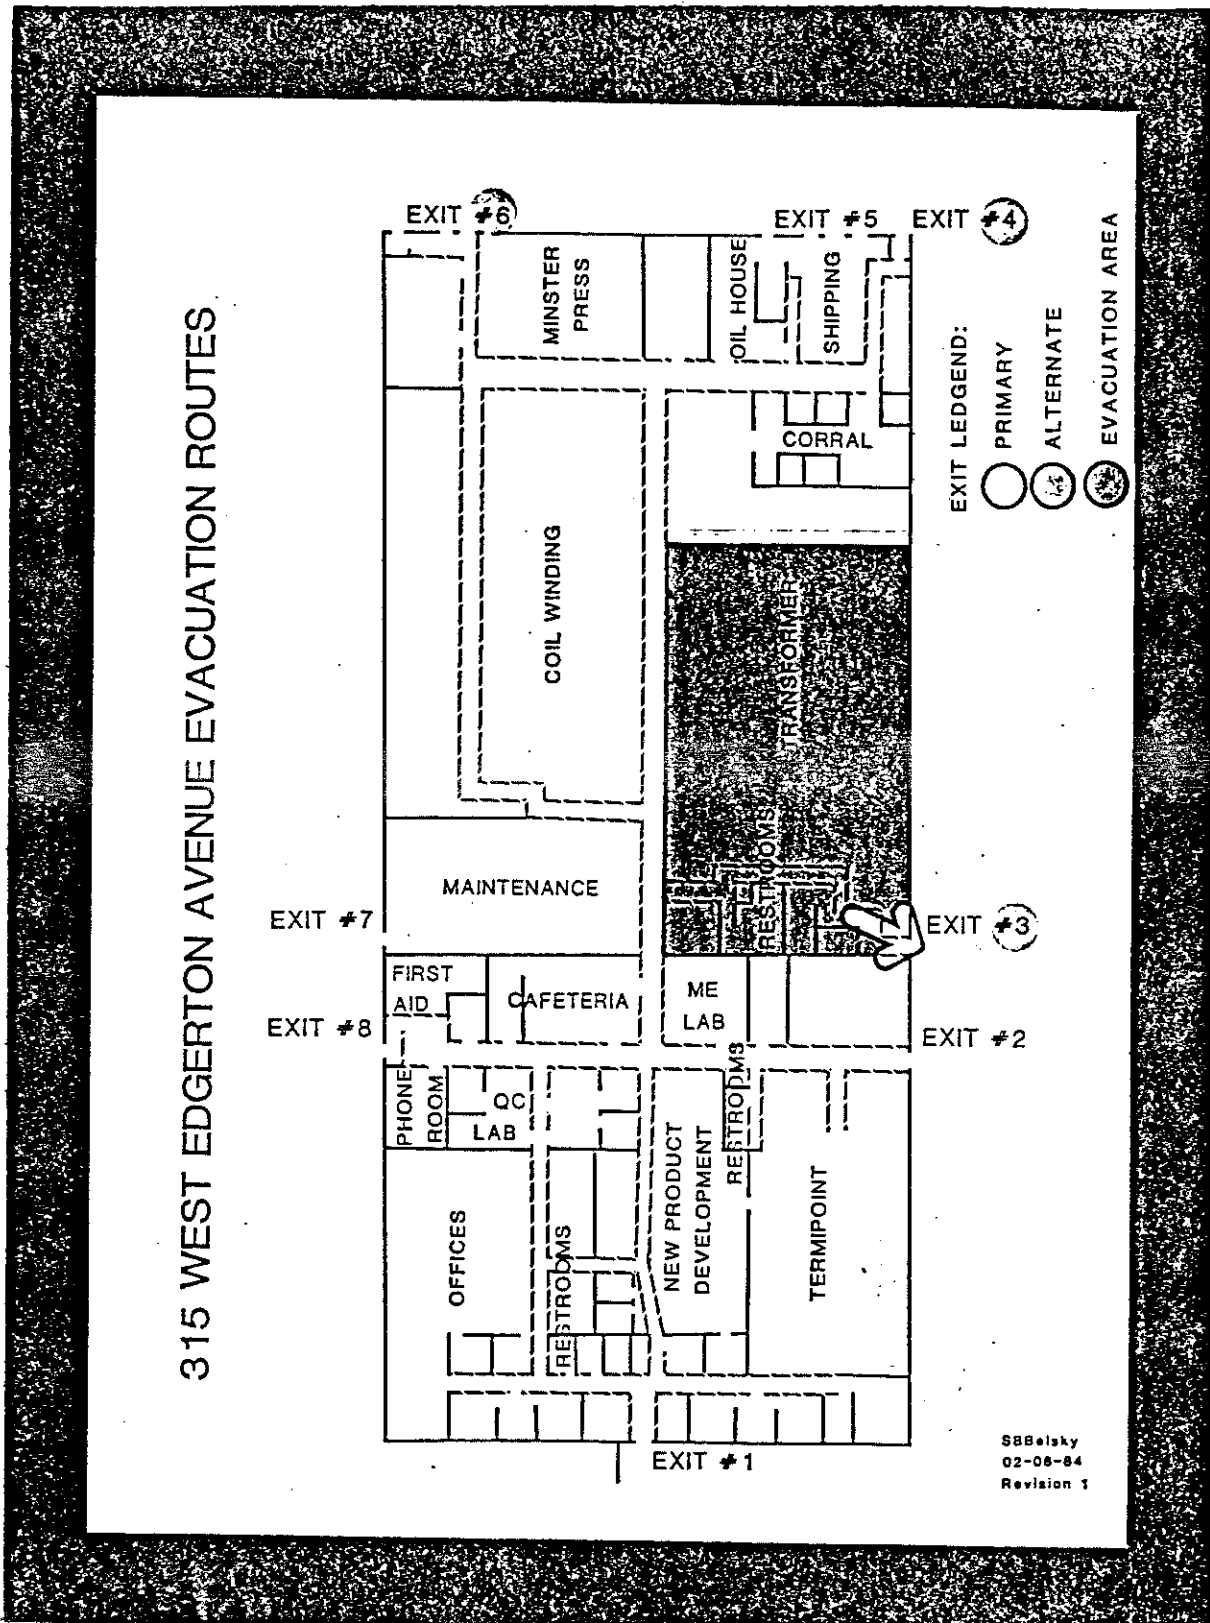 315 WEST EDGERTON AVENUE EVACUATION ROUTES
EXIT #6
EXIT #5
EXIT #4
MINSTER
PRESS
OIL HOUSE
SHIPPING
CORRAL
COIL WINDING
TRANSFORMER
RESTROOMS
MAINTENANCE
EXIT #7
EXIT #3
FIRST
AID
CAFETERIA
ME
LAB
EXIT #8
EXIT #2
PHONE
ROOM
QC
LAB
RESTROOMS
OFFICES
RESTROOMS
NEW PRODUCT
DEVELOPMENT
TERMIPOINT
EXIT #1
EXIT LEDGEND:
PRIMARY
ALTERNATE
EVACUATION AREA
SBBelsky
02-06-84
Revision 1